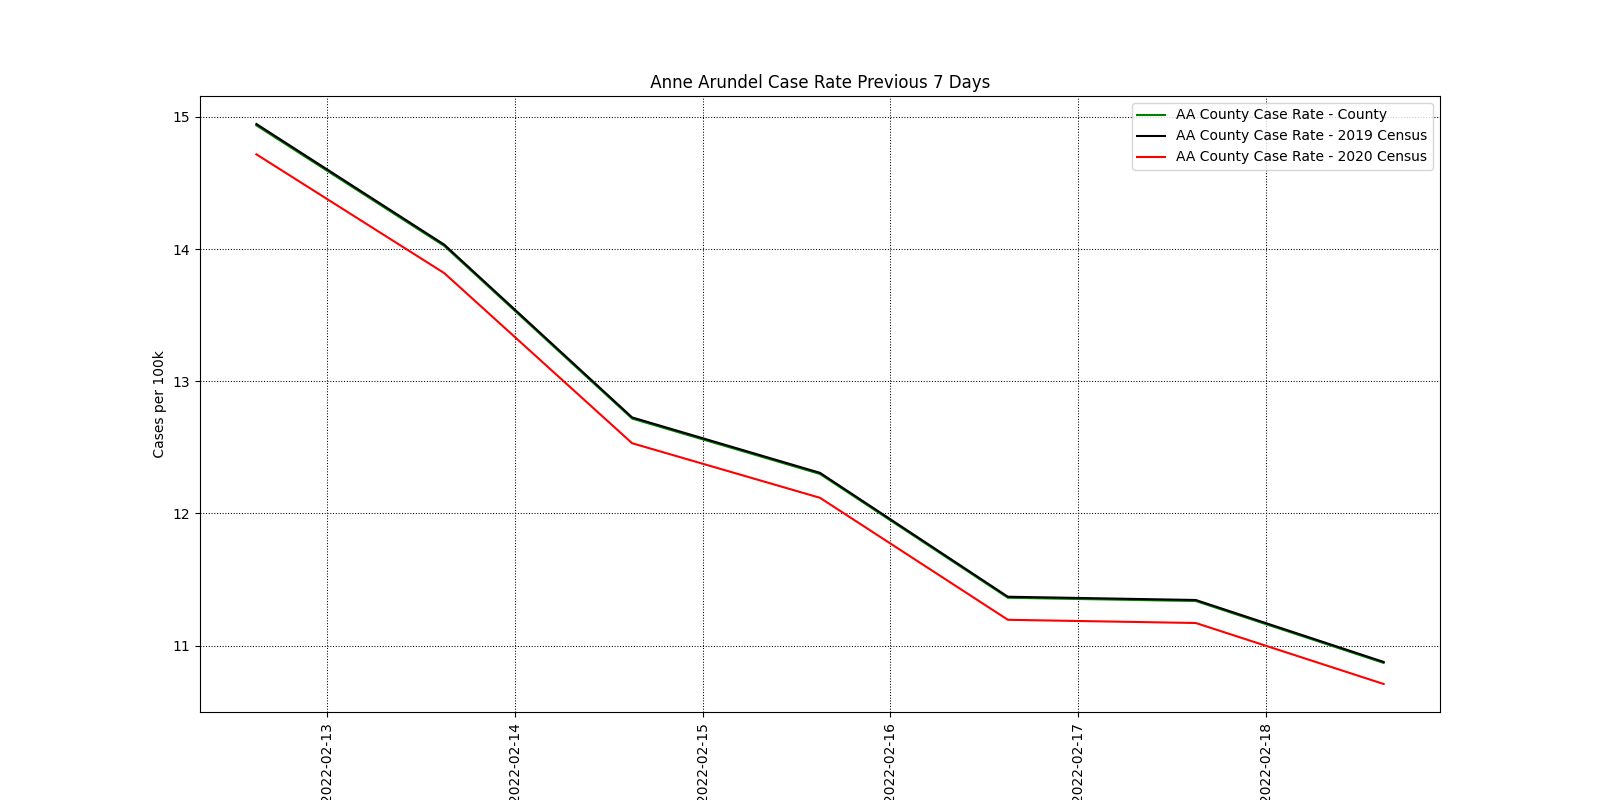 Anne Arundel Case Rate Previous 7 Days
AA County Case Rate - County
AA County Case Rate - 2019 Census
AA County Case Rate - 2020 Census
Cases per 100k
15
14
13
12
11
2022-02-13
2022-02-14
2022-02-15
2022-02-16
2022-02-17
2022-02-18